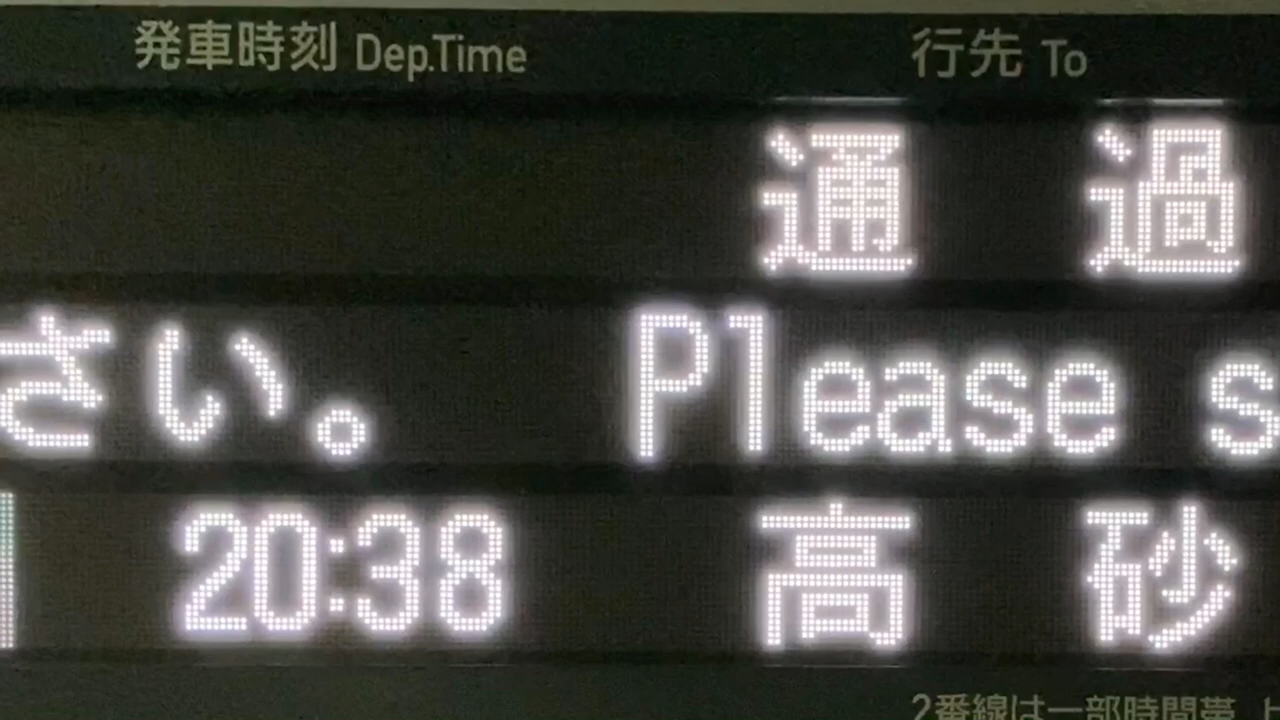 発車時刻 Dep.Time 行先 To
通過
さい。 Please s
20:38 高砂
2番線は一部時間帯